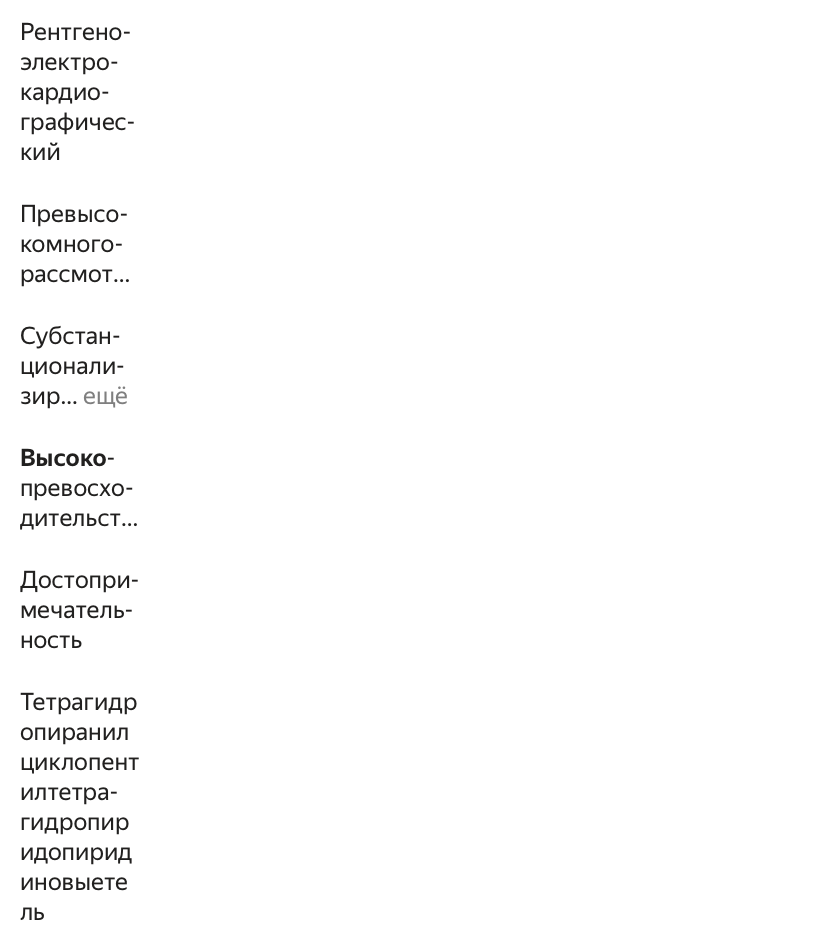 Рентгено-
электро-
кардио-
графичес-
кий
Превысо-
комного-
рассмот...
Субстан-
ционали-
зир... ещё
Высоко-
превосхо-
дительст...
Достопри-
мечатель-
ность
Тетрагидр
опиранил
циклопент
илтетра-
гидропир
идопирид
иновыете
ль